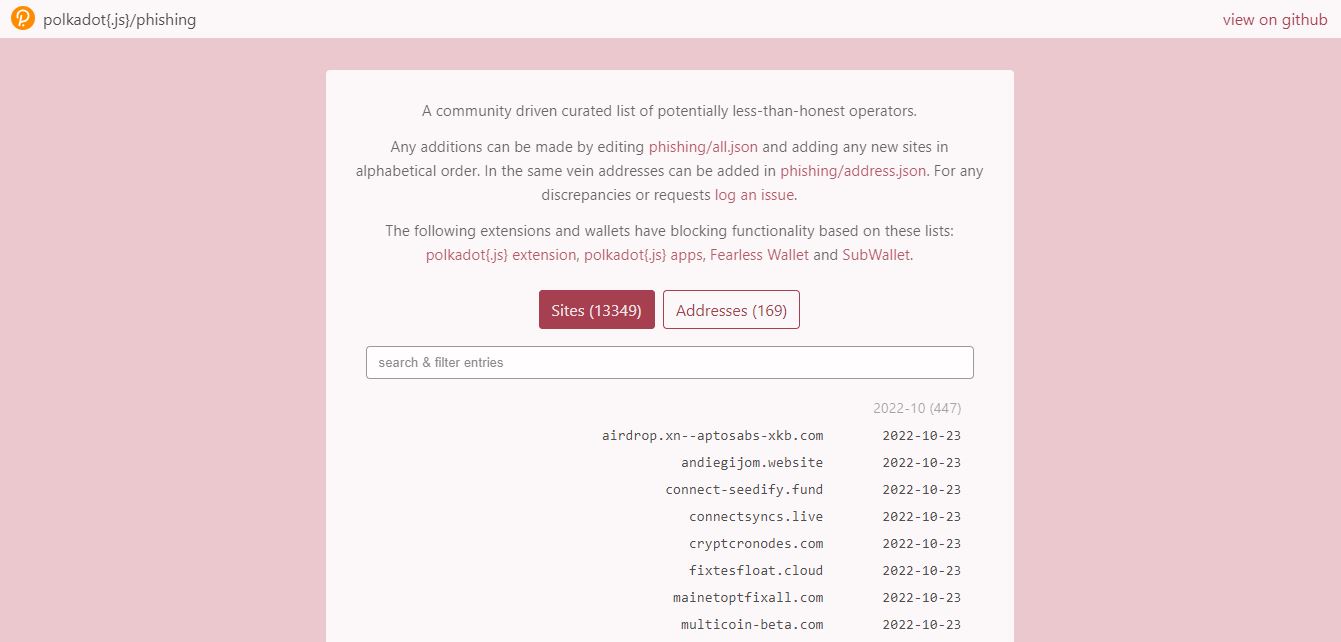 polkadot{.js}/phishing
view on github
A community driven curated list of potentially less-than-honest operators.
Any additions can be made by editing phishing/all.json and adding any new sites in
alphabetical order. In the same vein addresses can be added in phishing/address.json. For any
discrepancies or requests log an issue.
The following extensions and wallets have blocking functionality based on these lists:
polkadot{.js} extension, polkadot{.js} apps, Fearless Wallet and SubWallet.
Sites (13349) Addresses (169)
search & filter entries
2022-10 (447)
airdrop.xn--aptosabs-xkb.com 2022-10-23
andiegijom.website 2022-10-23
connect-seedify.fund 2022-10-23
connectsyncs.live 2022-10-23
cryptcronodes.com 2022-10-23
fixtesfloat.cloud 2022-10-23
mainetoptfixall.com 2022-10-23
multicoin-beta.com 2022-10-23